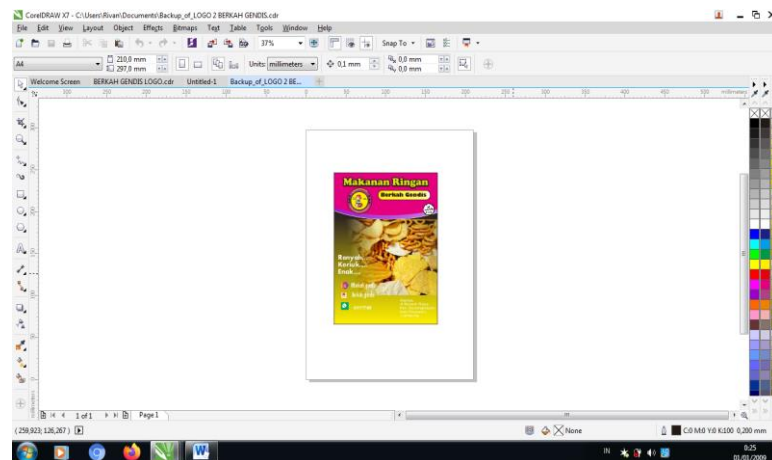 CorelDRAW X7 - C:\Users\Rivan\Documents\Backup_of_LOGO 2 BERKAH GENDIS.cdr
File Edit View Layout Object Effects Bitmaps Text Table Tools Window Help
37% Snap To
A4 210,0 mm 297,0 mm Units: millimeters 0,1 mm 0,0 mm 0,0 mm
Welcome Screen BERKAH GENDIS LOGO.cdr Untitled-1 Backup_of_LOGO 2 BE...
millimeters
Makanan Ringan
Berkah Gendis
Renyah...
Keriuk...
Enak...
1 of 1 Page 1
( 259,923; 126,267 ) None C:0 M:0 Y:0 K:100 0,200 mm
IN 0:25
01/01/2009